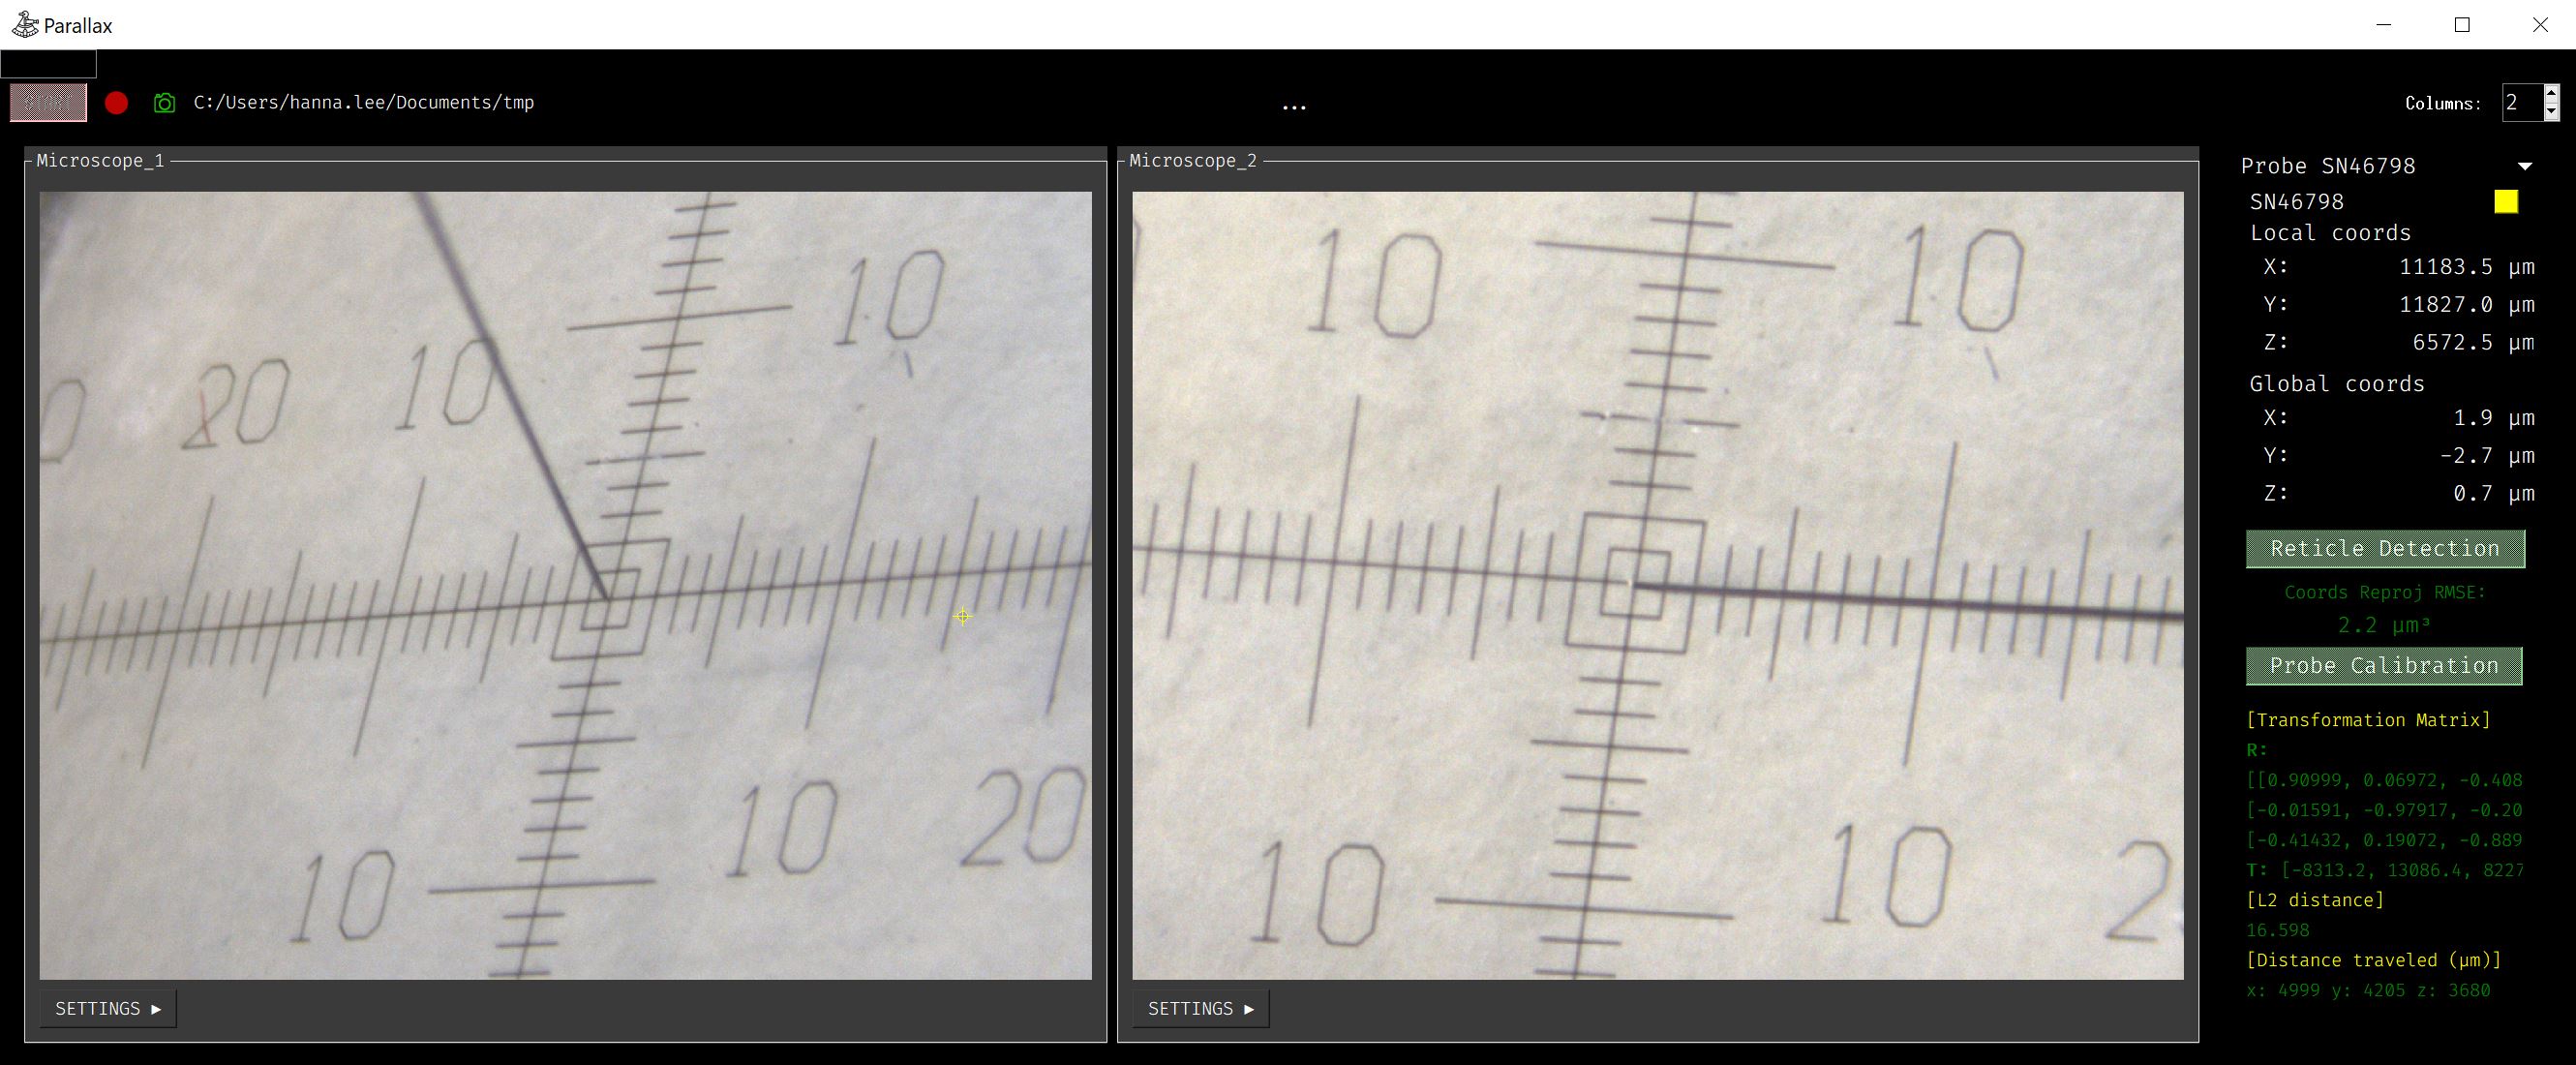 Parallax
START
C:/Users/hanna.lee/Documents/tmp
...
Columns: 2
Microscope_1
10
20 10
10 20
10
SETTINGS ▶
Microscope_2
10 10
10 10 2
SETTINGS ▶
Probe SN46798
SN46798
Local coords
X: 11183.5 µm
Y: 11827.0 µm
Z: 6572.5 µm
Global coords
X: 1.9 µm
Y: -2.7 µm
Z: 0.7 µm
Reticle Detection
Coords Reproj RMSE:
2.2 µm³
Probe Calibration
[Transformation Matrix]
R:
[[0.90999, 0.06972, -0.408
[-0.01591, -0.97917, -0.20
[-0.41432, 0.19072, -0.889
T: [-8313.2, 13086.4, 8227
[L2 distance]
16.598
[Distance traveled (µm)]
x: 4999 y: 4205 z: 3680